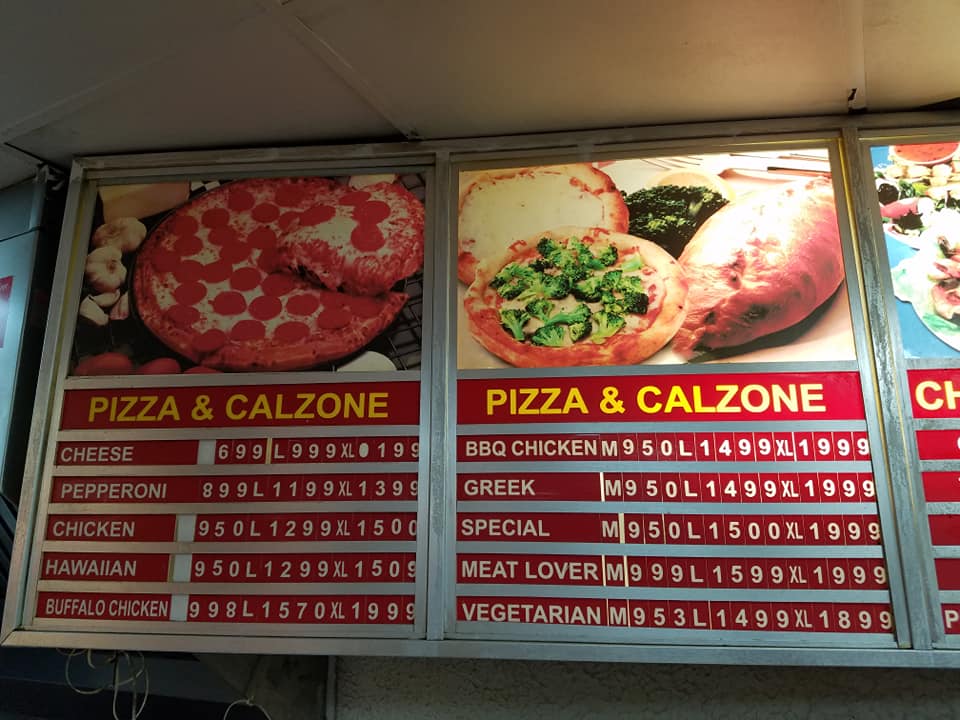 PIZZA & CALZONE
CHEESE 699 L 999 XL 0199
PEPPERONI 899 L 1199 XL 1399
CHICKEN 950 L 1299 XL 1500
HAWAIIAN 950 L 1299 XL 1509
BUFFALO CHICKEN 998 L 1570 XL 1999
PIZZA & CALZONE
BBQ CHICKEN M 950 L 1499 XL 1999
GREEK M 950 L 1499 XL 1999
SPECIAL M 950 L 1500 XL 1999
MEAT LOVER M 999 L 1599 XL 1999
VEGETARIAN M 953 L 1499 XL 1899
CH
P